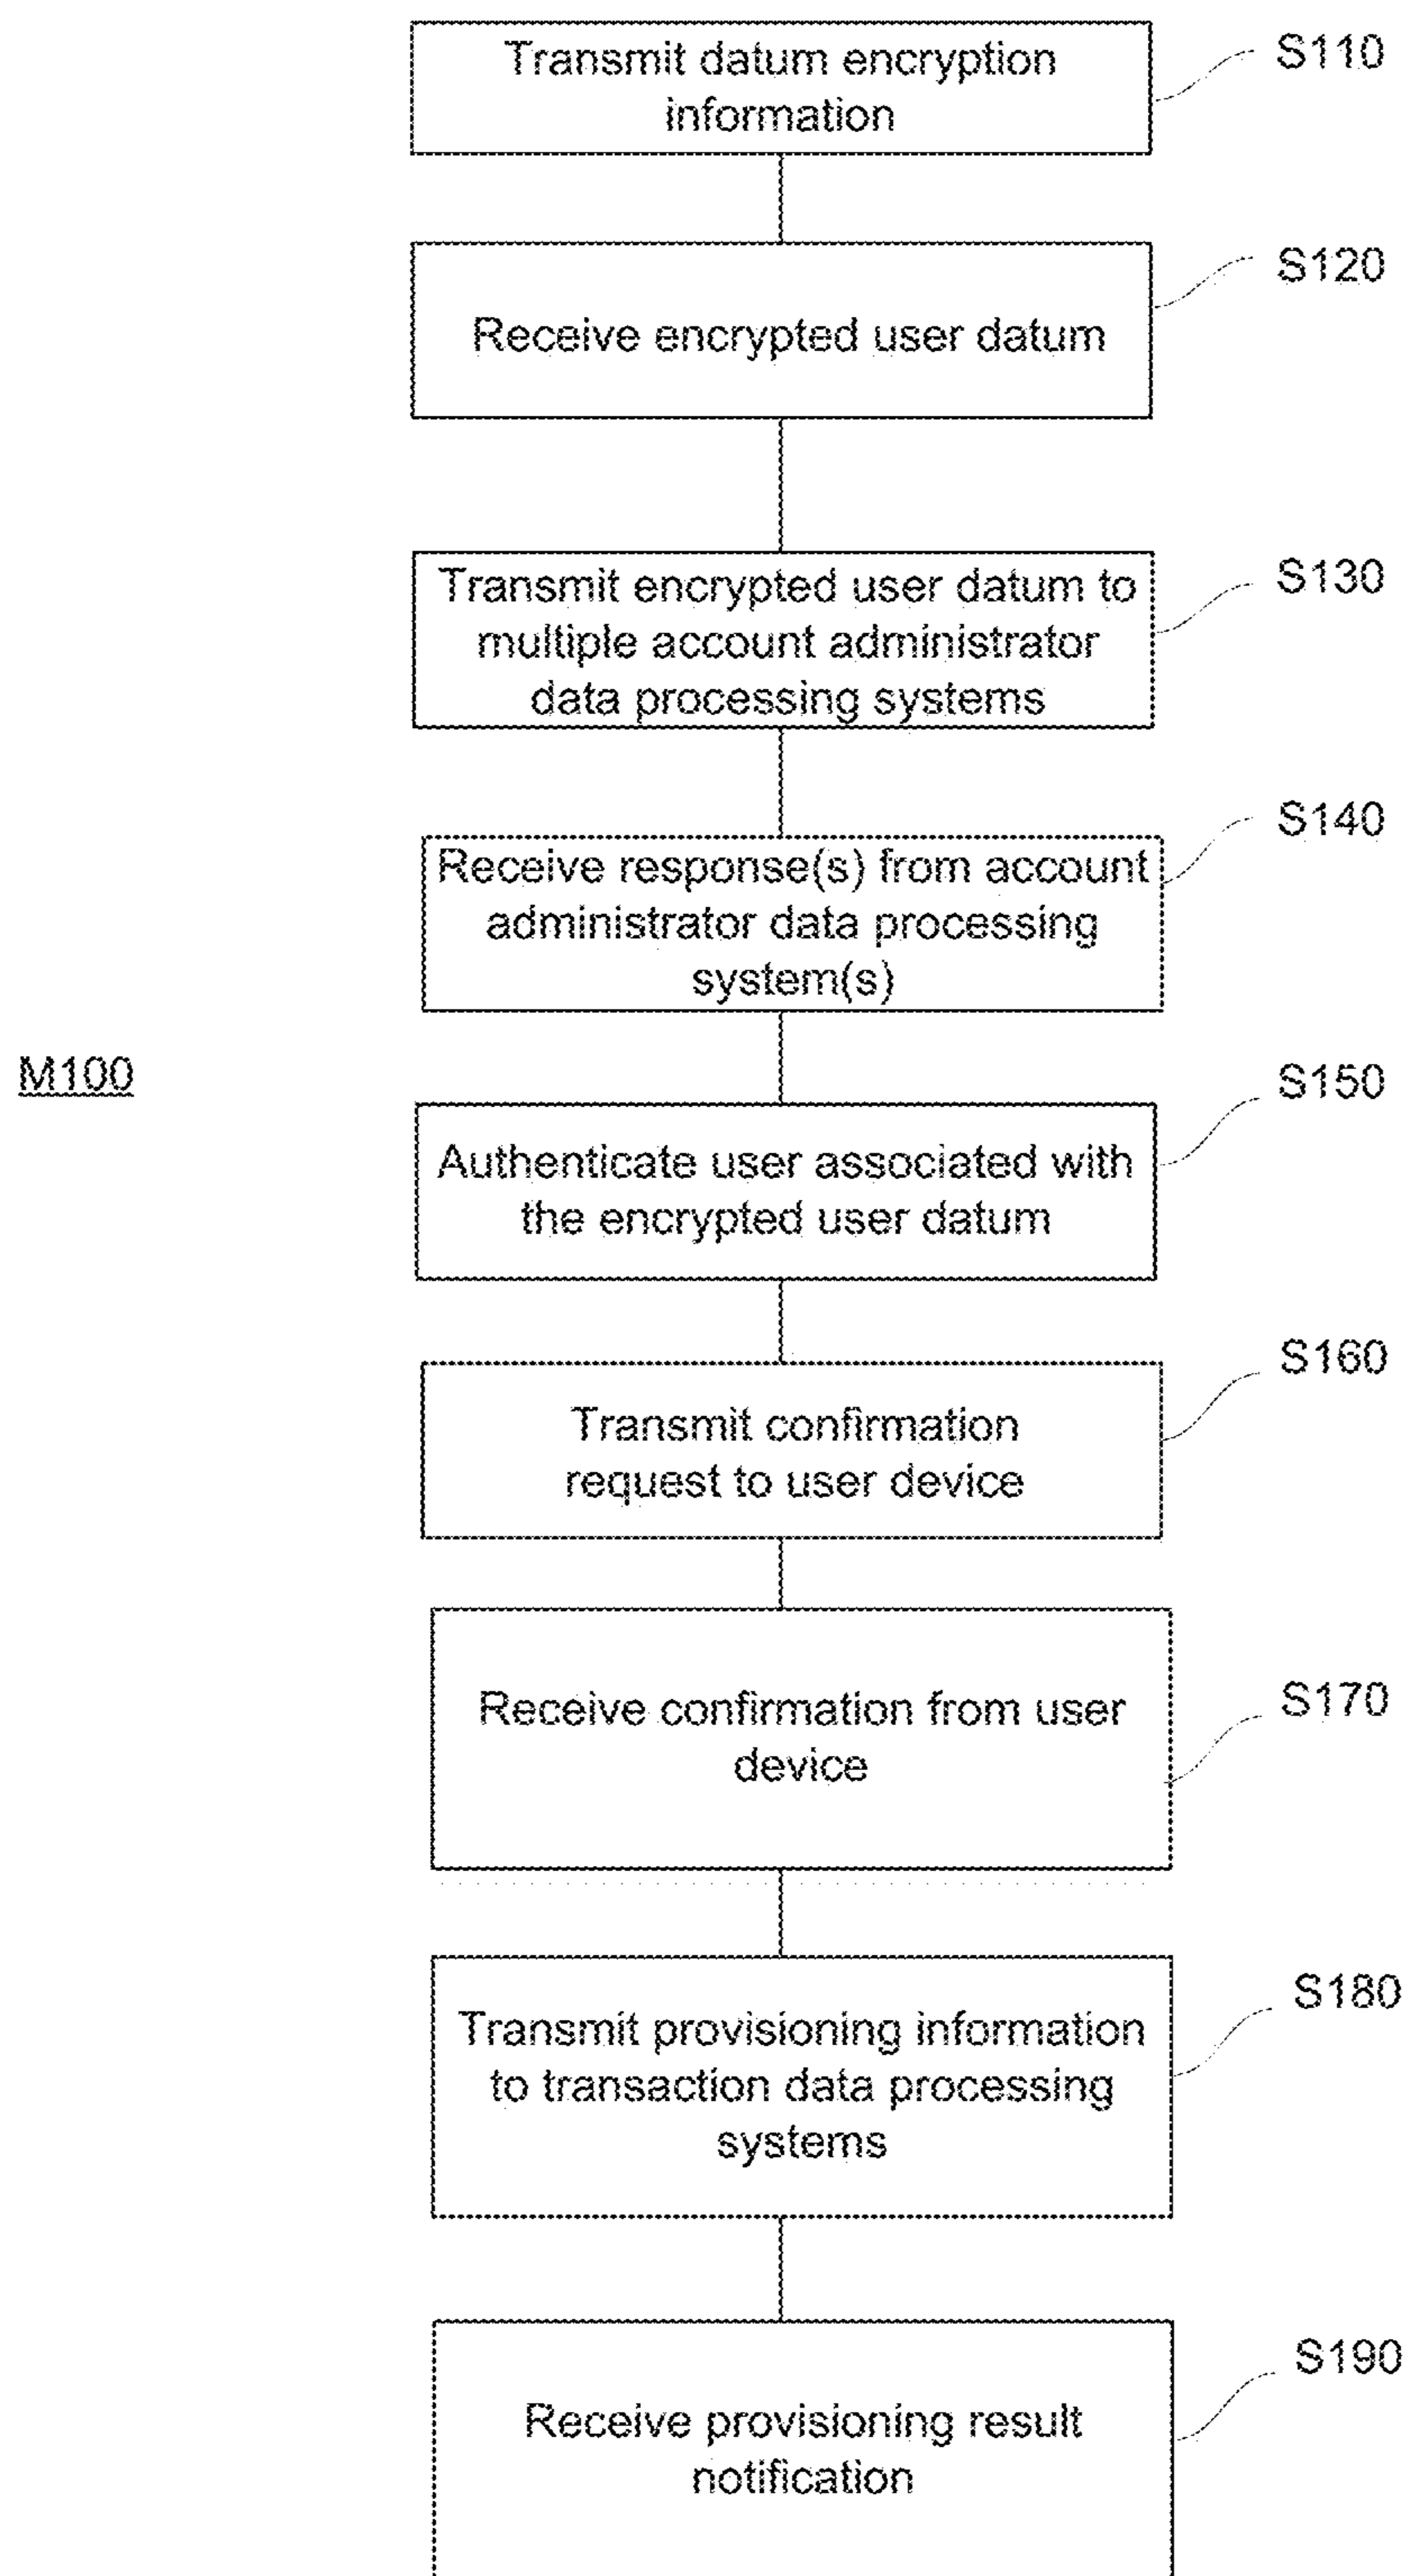 Transmit datum encryption
information
S110
Receive encrypted user datum
S120
Transmit encrypted user datum to
multiple account administrator
data processing systems
S130
Receive response(s) from account
administrator data processing
system(s)
S140
M100
Authenticate user associated with
the encrypted user datum
S150
Transmit confirmation
request to user device
S160
Receive confirmation from user
device
S170
Transmit provisioning information
to transaction data processing
systems
S180
Receive provisioning result
notification
S190